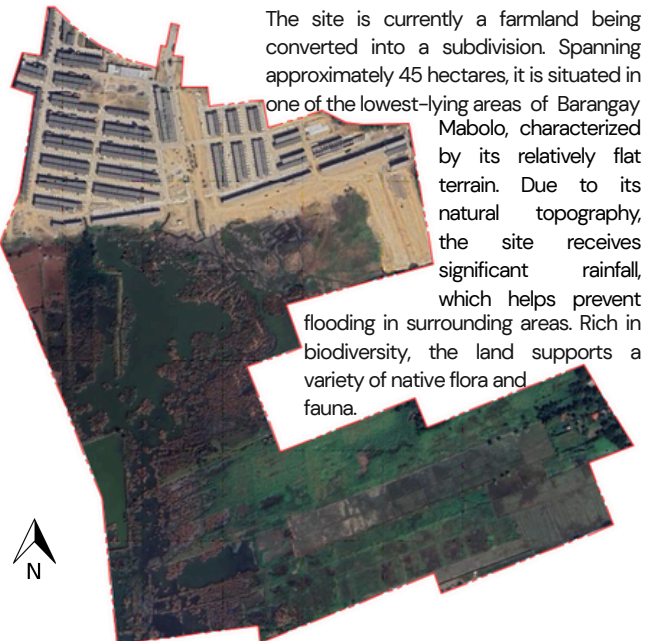 The site is currently a farmland being
converted into a subdivision. Spanning
approximately 45 hectares, it is situated in
one of the lowest-lying areas of Barangay
Mabolo, characterized
by its relatively flat
terrain. Due to its
natural topography,
the site receives
significant rainfall,
which helps prevent
flooding in surrounding areas. Rich in
biodiversity, the land supports a
variety of native flora and
fauna.
N